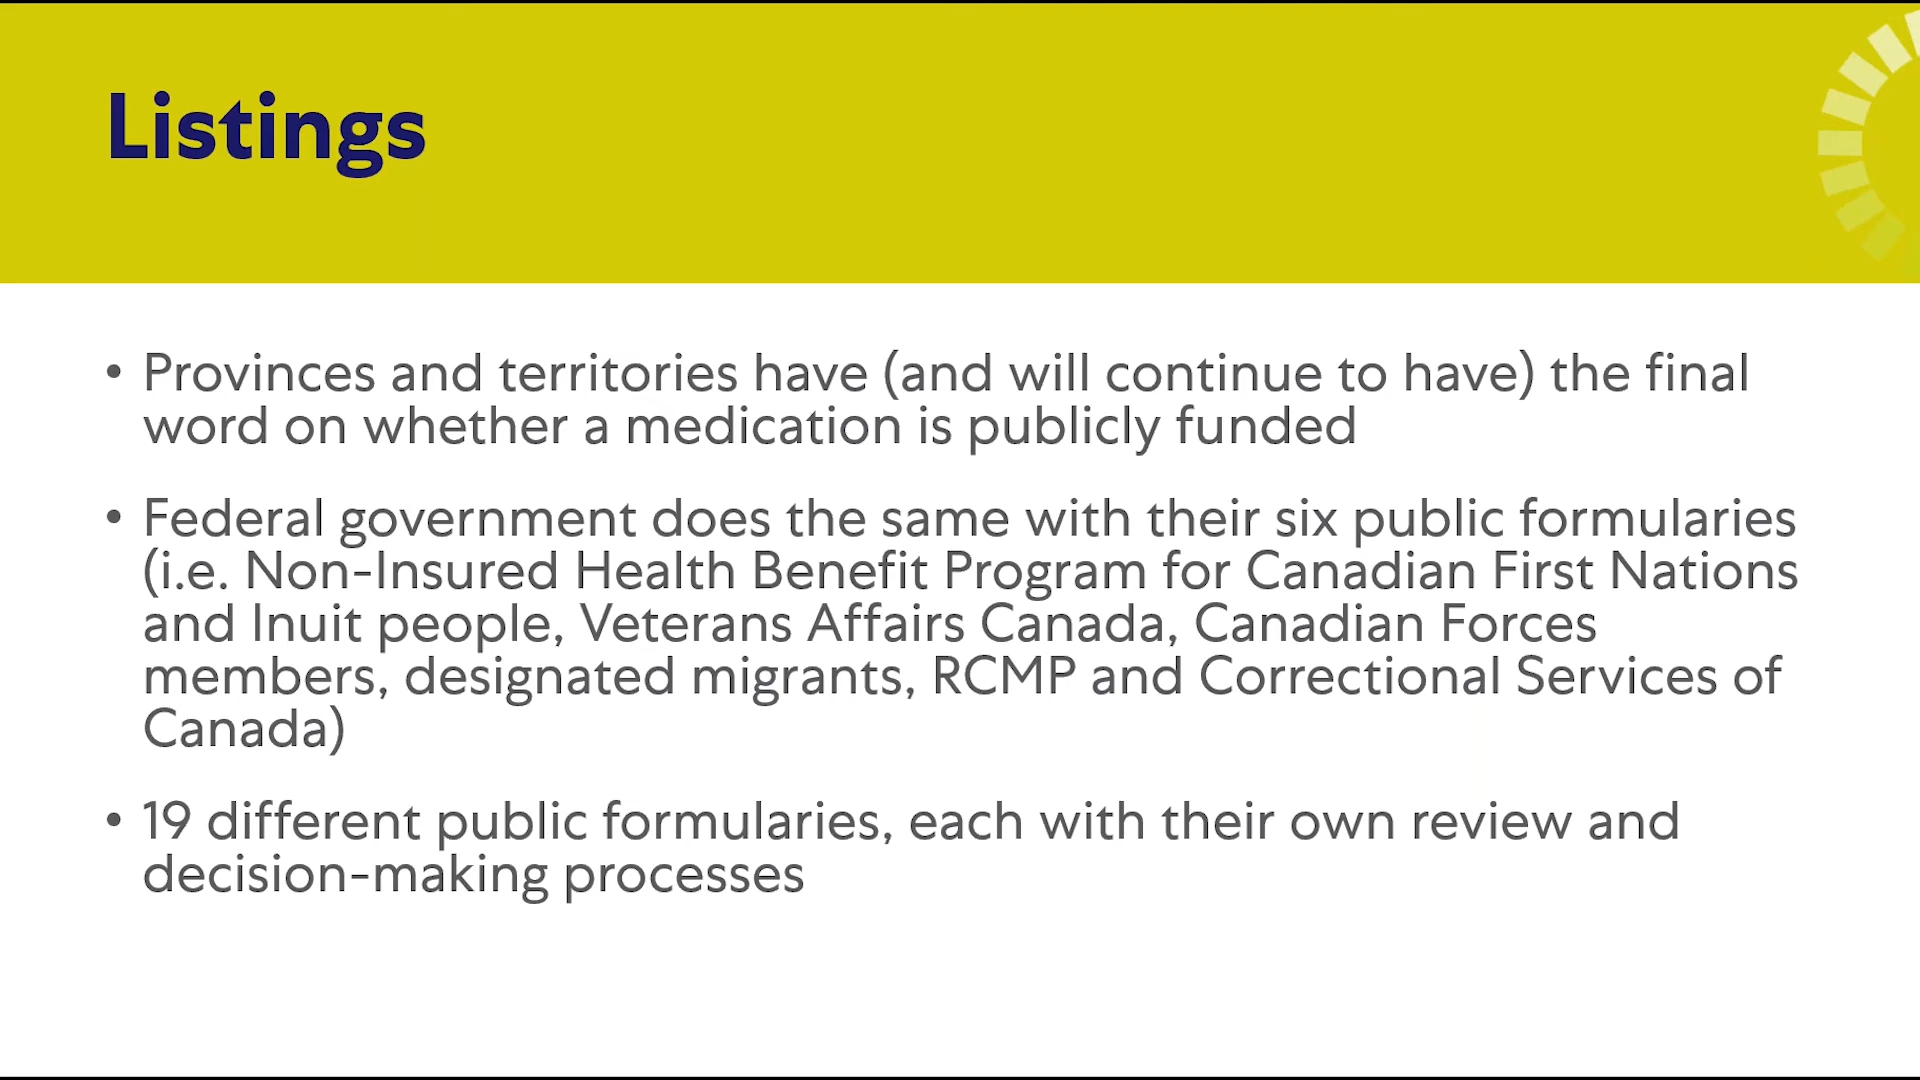 Listings
• Provinces and territories have (and will continue to have) the final
word on whether a medication is publicly funded
• Federal government does the same with their six public formularies
(i.e. Non-Insured Health Benefit Program for Canadian First Nations
and Inuit people, Veterans Affairs Canada, Canadian Forces
members, designated migrants, RCMP and Correctional Services of
Canada)
• 19 different public formularies, each with their own review and
decision-making processes